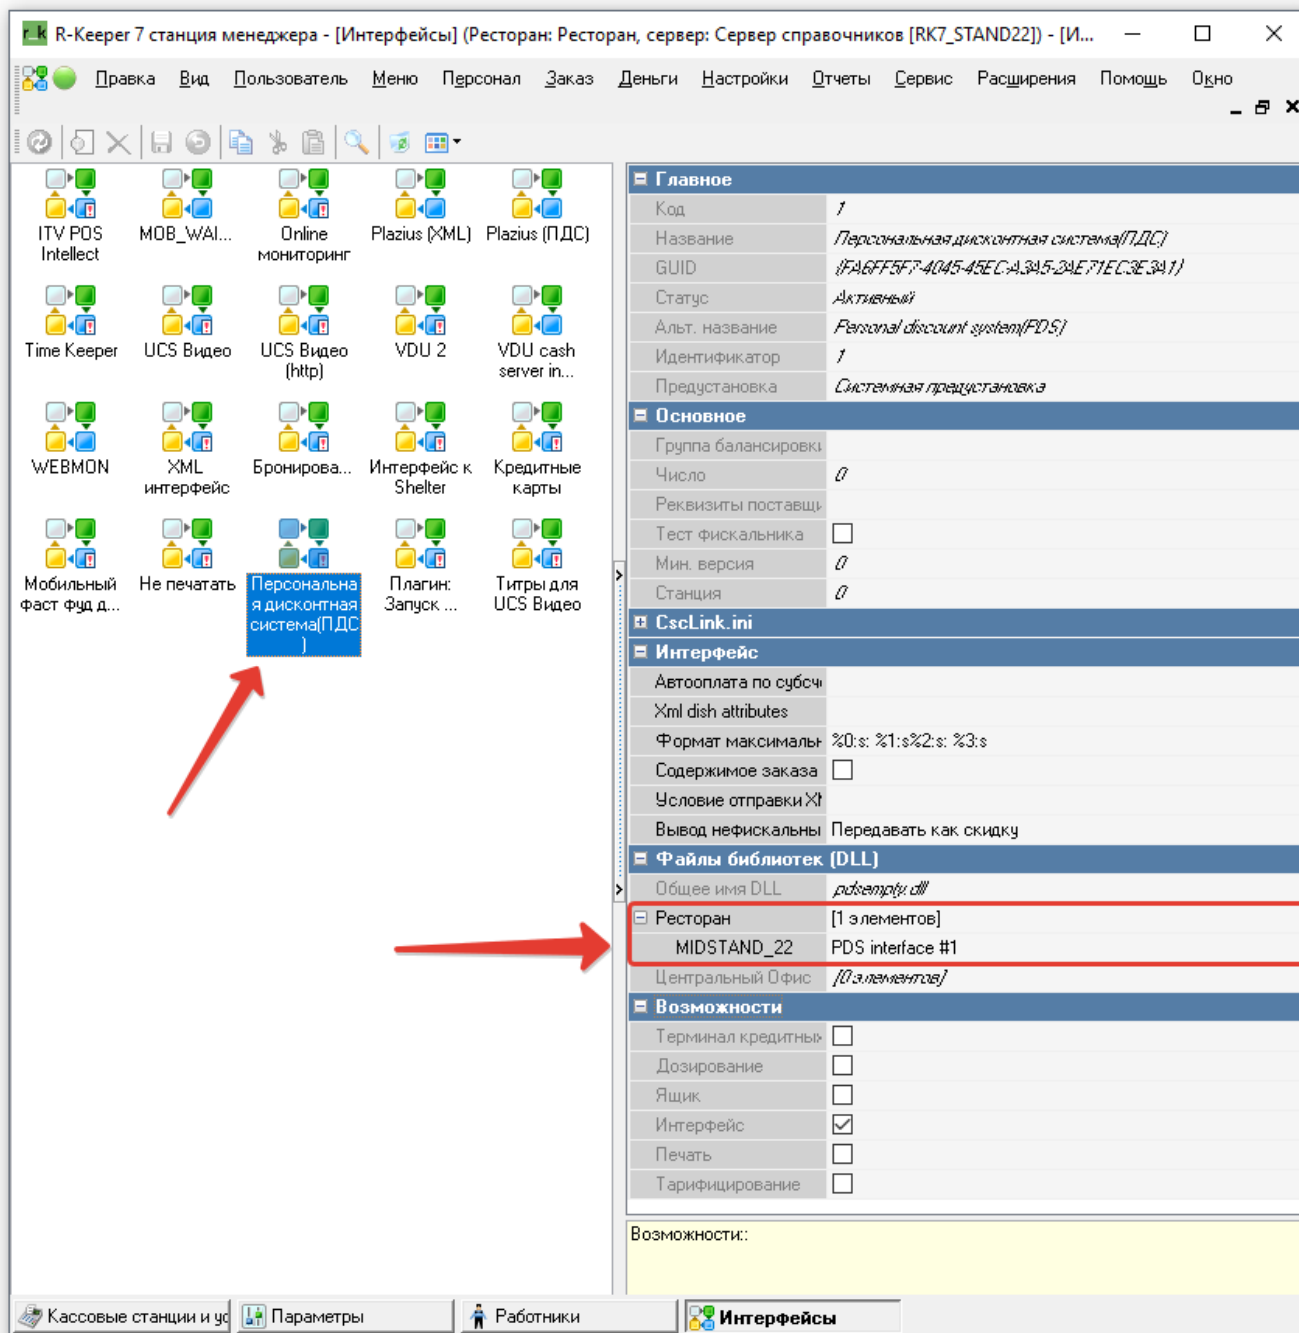 R-Keeper 7 станция менеджера - [Интерфейсы] (Ресторан: Ресторан, сервер: Сервер справочников [RK7_STAND22]) - [И...
Правка Вид Пользователь Меню Персонал Заказ Деньги Настройки Отчеты Сервис Расширения Помощь Окно
ITV POS Intellect
MOB_WAI...
Online мониторинг
Plazius (XML)
Plazius (ПДС)
Time Keeper
UCS Видео
UCS Видео (http)
VDU 2
VDU cash server in...
WEBMON
XML интерфейс
Бронирова...
Интерфейс к Shelter
Кредитные карты
Мобильный фаст фуд д...
Не печатать
Персональная дисконтная система(ПДС)
Плагин: Запуск ...
Титры для UCS Видео
Главное
Код 1
Название Персональная дисконтная система(ПДС)
GUID {FA6FF5F7-4045-45EC-A3A5-2AE71EC3E3A1}
Статус Активный
Альт. название Personal discount system(PDS)
Идентификатор 1
Предустановка Системная предустановка
Основное
Группа балансировки
Число 0
Реквизиты поставщи
Тест фискальника
Мин. версия 0
Станция 0
CscLink.ini
Интерфейс
Автооплата по субсч
Xml dish attributes
Формат максимальн %0:s: %1:s%2:s: %3:s
Содержимое заказа
Условие отправки XM
Вывод нефискальны Передавать как скидку
Файлы библиотек (DLL)
Общее имя DLL pdsempty.dll
Ресторан [1 элементов]
MIDSTAND_22 PDS interface #1
Центральный Офис [0 элементов]
Возможности
Терминал кредитных
Дозирование
Ящик
Интерфейс
Печать
Тарифицирование
Возможности::
Кассовые станции и ус Параметры Работники Интерфейсы